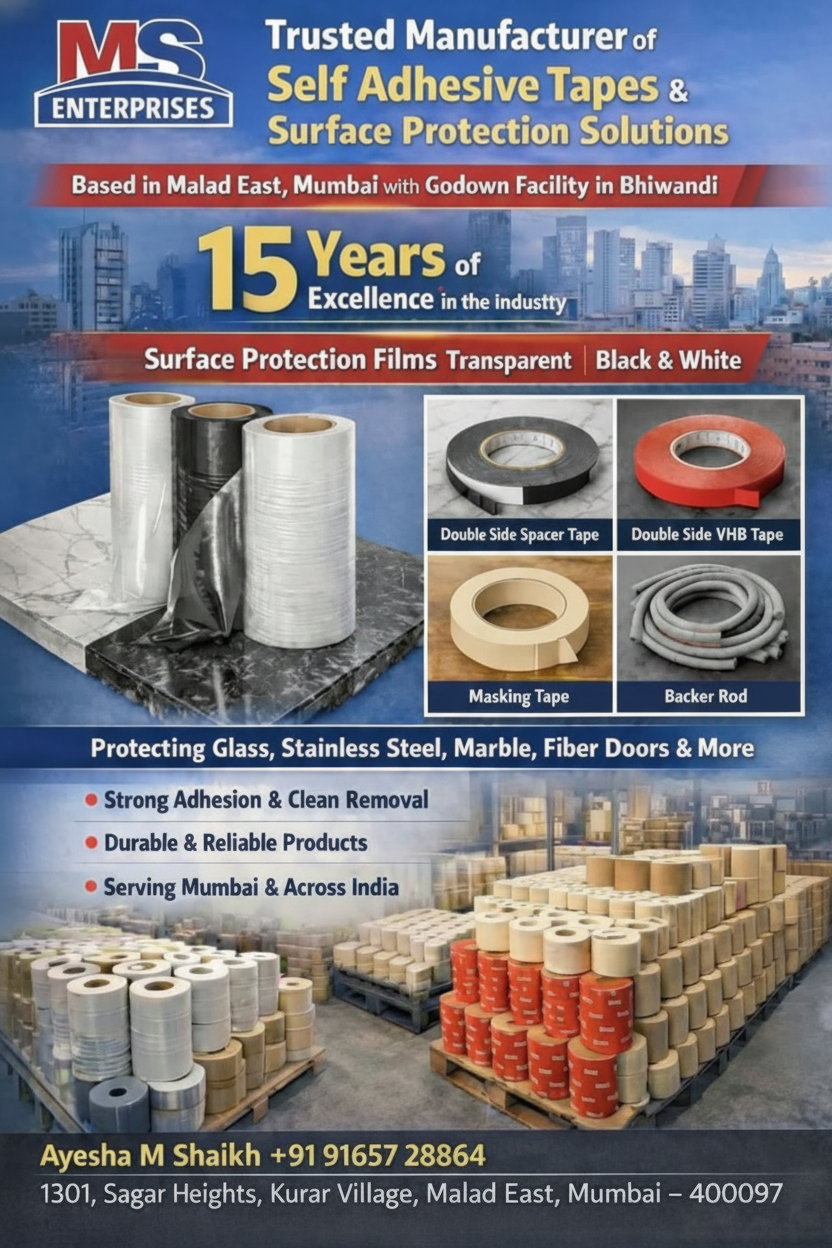 MS
ENTERPRISES
Trusted Manufacturer of
Self Adhesive Tapes &
Surface Protection Solutions
Based in Malad East, Mumbai with Godown Facility in Bhiwandi
15 Years of
Excellence in the industry
Surface Protection Films Transparent | Black & White
Double Side Spacer Tape
Double Side VHB Tape
Masking Tape
Backer Rod
Protecting Glass, Stainless Steel, Marble, Fiber Doors & More
• Strong Adhesion & Clean Removal
• Durable & Reliable Products
• Serving Mumbai & Across India
Ayesha M Shaikh +91 91657 28864
1301, Sagar Heights, Kurar Village, Malad East, Mumbai – 400097